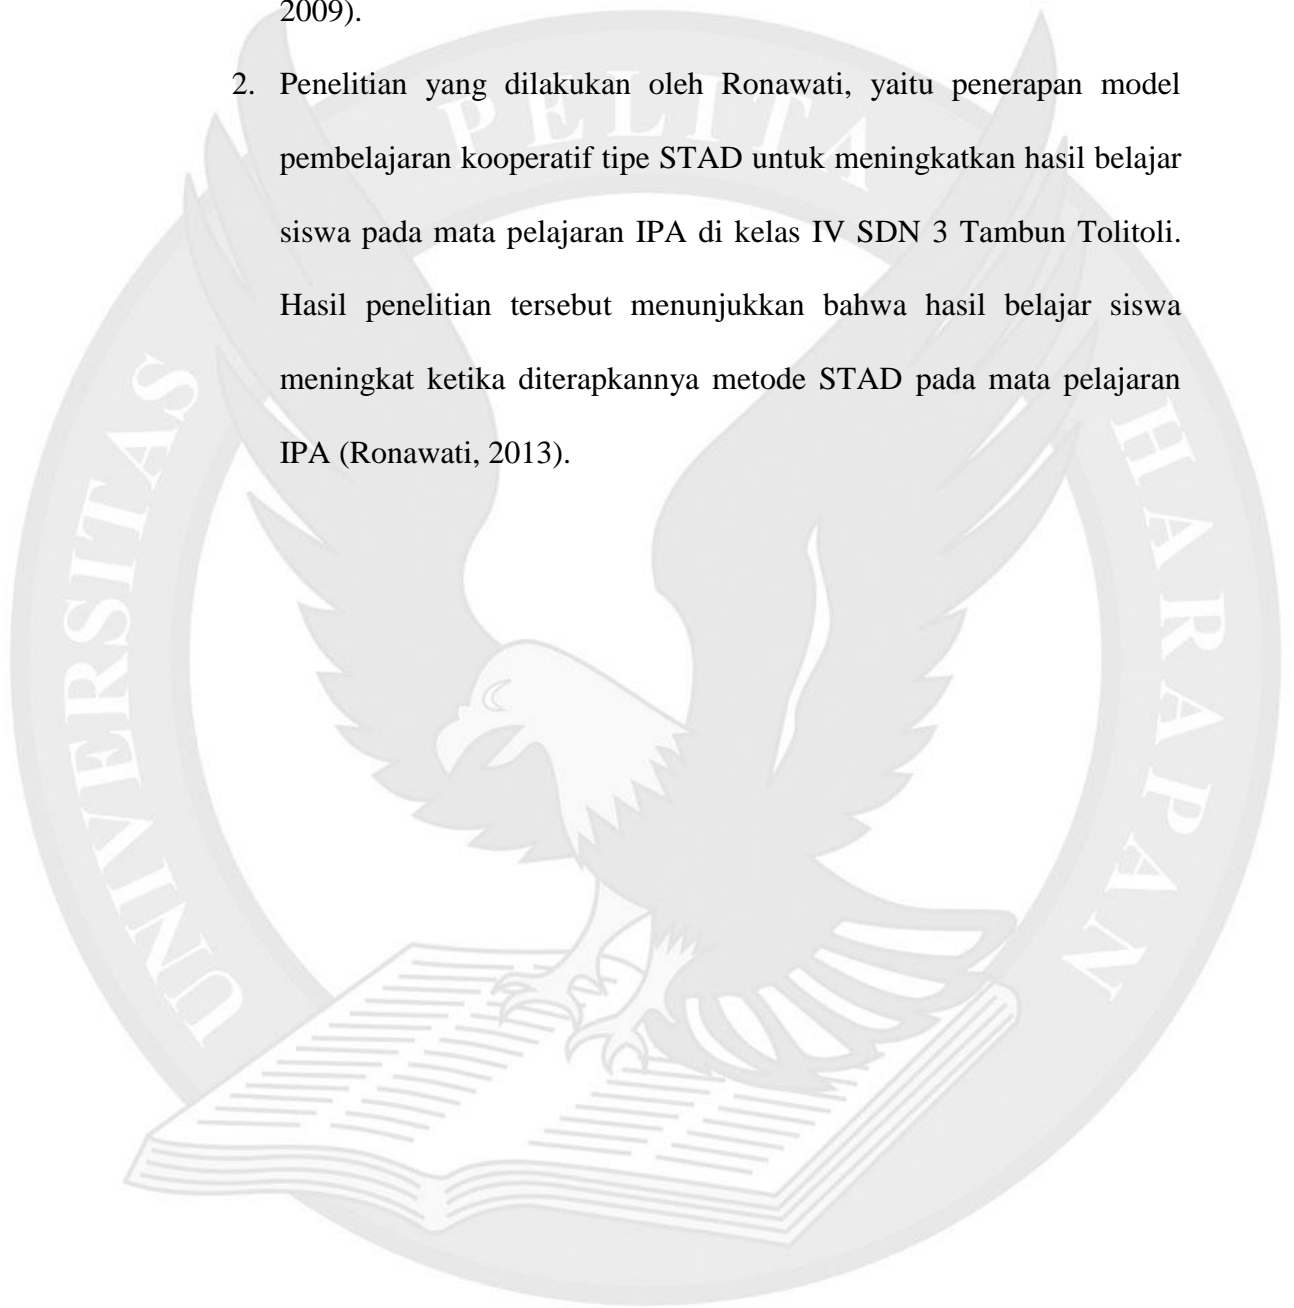 2009).
2. Penelitian yang dilakukan oleh Ronawati, yaitu penerapan model
pembelajaran kooperatif tipe STAD untuk meningkatkan hasil belajar
siswa pada mata pelajaran IPA di kelas IV SDN 3 Tambun Tolitoli.
Hasil penelitian tersebut menunjukkan bahwa hasil belajar siswa
meningkat ketika diterapkannya metode STAD pada mata pelajaran
IPA (Ronawati, 2013).
UNIVERSITAS PELITA HARAPAN